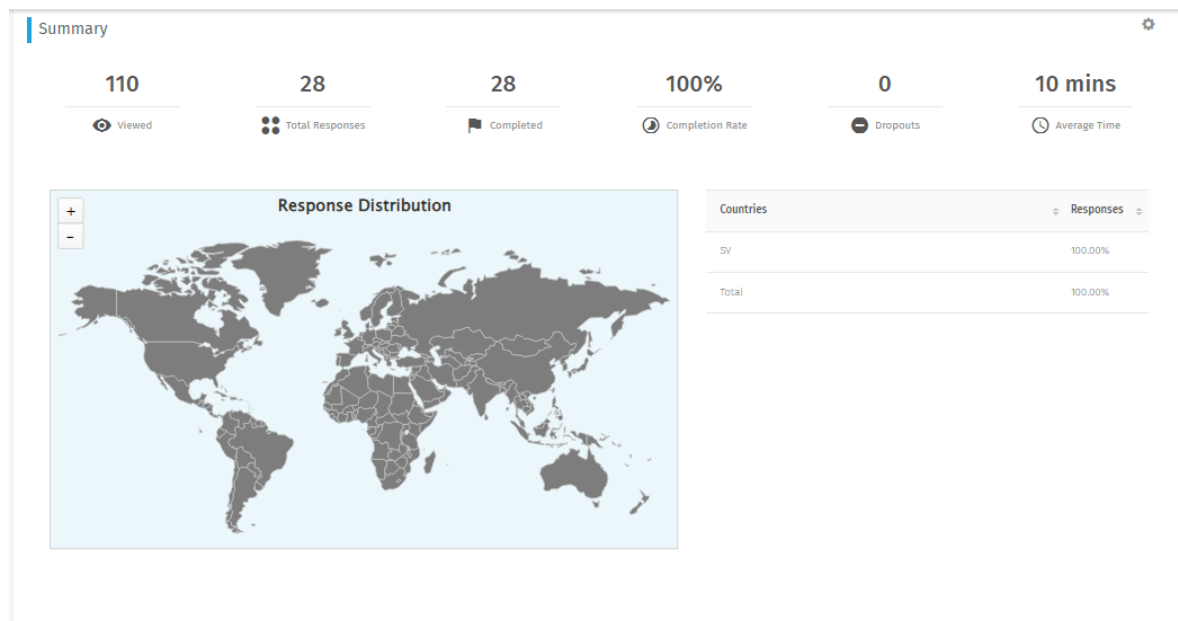 Summary
110 28 28 100% 0 10 mins
Viewed Total Responses Completed Completion Rate Dropouts Average Time
+
-
Response Distribution
Countries Responses
SV 100.00%
Total 100.00%